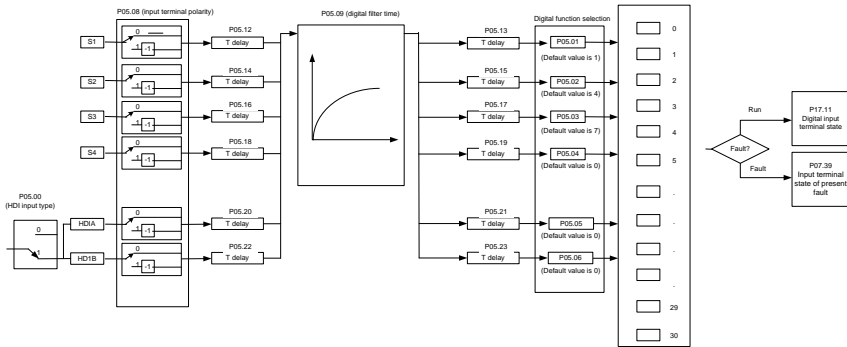 P05.08 (input terminal polarity)
P05.12
P05.09 (digital filter time)
P05.13
Digital function selection
0
S1
0
1
-1
T delay
T delay
P05.01
(Default value is 1)
1
P05.14
P05.15
S2
0
1
-1
T delay
T delay
P05.02
(Default value is 4)
2
P05.16
P05.17
3
S3
0
1
-1
T delay
T delay
P05.03
(Default value is 7)
4
P05.18
P05.19
S4
0
1
-1
T delay
T delay
P05.04
(Default value is 0)
5
Run
P17.11
Digital input
terminal state
Fault?
Fault
P07.39
Input terminal
state of present
fault
P05.00
(HDI input type)
0
1
.
P05.20
P05.21
HDIA
0
1
-1
T delay
T delay
P05.05
(Default value is 0)
.
P05.22
P05.23
HD1B
0
1
-1
T delay
T delay
P05.06
(Default value is 0)
.
.
29
30